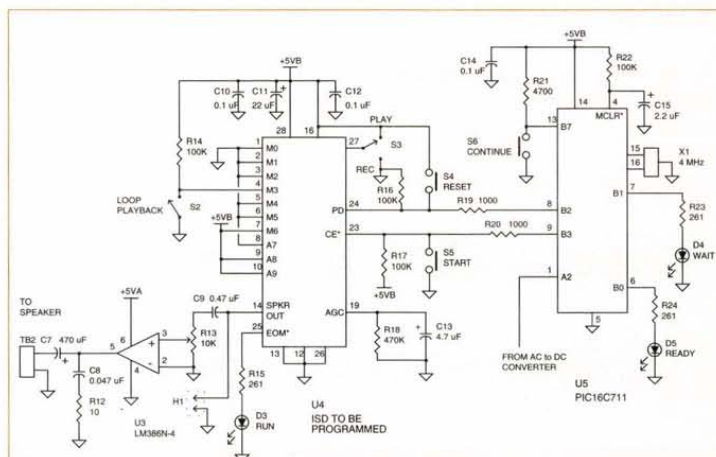 +5VB
C10
0.1 uF
C11
22 uF
+
C12
0.1 uF
28
16
R14
100K
LOOP
PLAYBACK
S2
1 M0
2 M1
3 M2
4 M3
5 M4
6 M5
7 M6
8 A7
9 A8
10 A9
+5VB
PLAY
27
S3
REC
R16
100K
S4
RESET
PD 24
R19 1000
CE* 23
R20 1000
R17
100K
+5VB
S5
START
AGC 19
R18
470K
+
C13
4.7 uF
C9 0.47 uF
14 SPKR
OUT
25 EOM*
13
12
26
R15
261
D3
RUN
H1
U4
ISD TO BE
PROGRAMMED
TO
SPEAKER
TB2
C7 470 uF
+
C8
0.047 uF
R12
10
+5VA
5
6
3
+
2
-
4
R13
10K
U3
LM386N-4
C14
0.1 uF
+5VB
R21
4700
R22
100K
+
C15
2.2 uF
14
4
MCLR*
13
B7
S6
CONTINUE
15
16
X1
4 MHz
B1
7
R23
261
D4
WAIT
8
B2
9
B3
1
A2
B0
6
R24
261
D5
READY
5
FROM AC to DC
CONVERTER
U5
PIC16C711